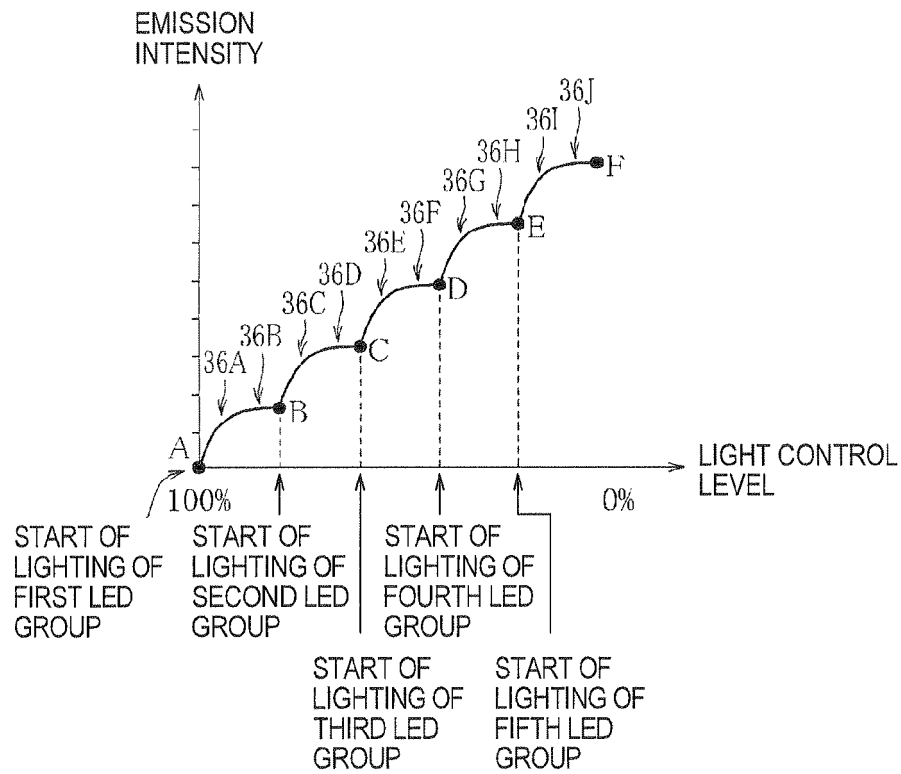 EMISSION
INTENSITY
36J
36I
36H
36G
F
36F
E
36E
36D
D
36C
36B
C
36A
B
A
LIGHT CONTROL
LEVEL
100%
0%
START OF
LIGHTING OF
FIRST LED
GROUP
START OF
LIGHTING OF
SECOND LED
GROUP
START OF
LIGHTING OF
FOURTH LED
GROUP
START OF
LIGHTING OF
THIRD LED
GROUP
START OF
LIGHTING OF
FIFTH LED
GROUP